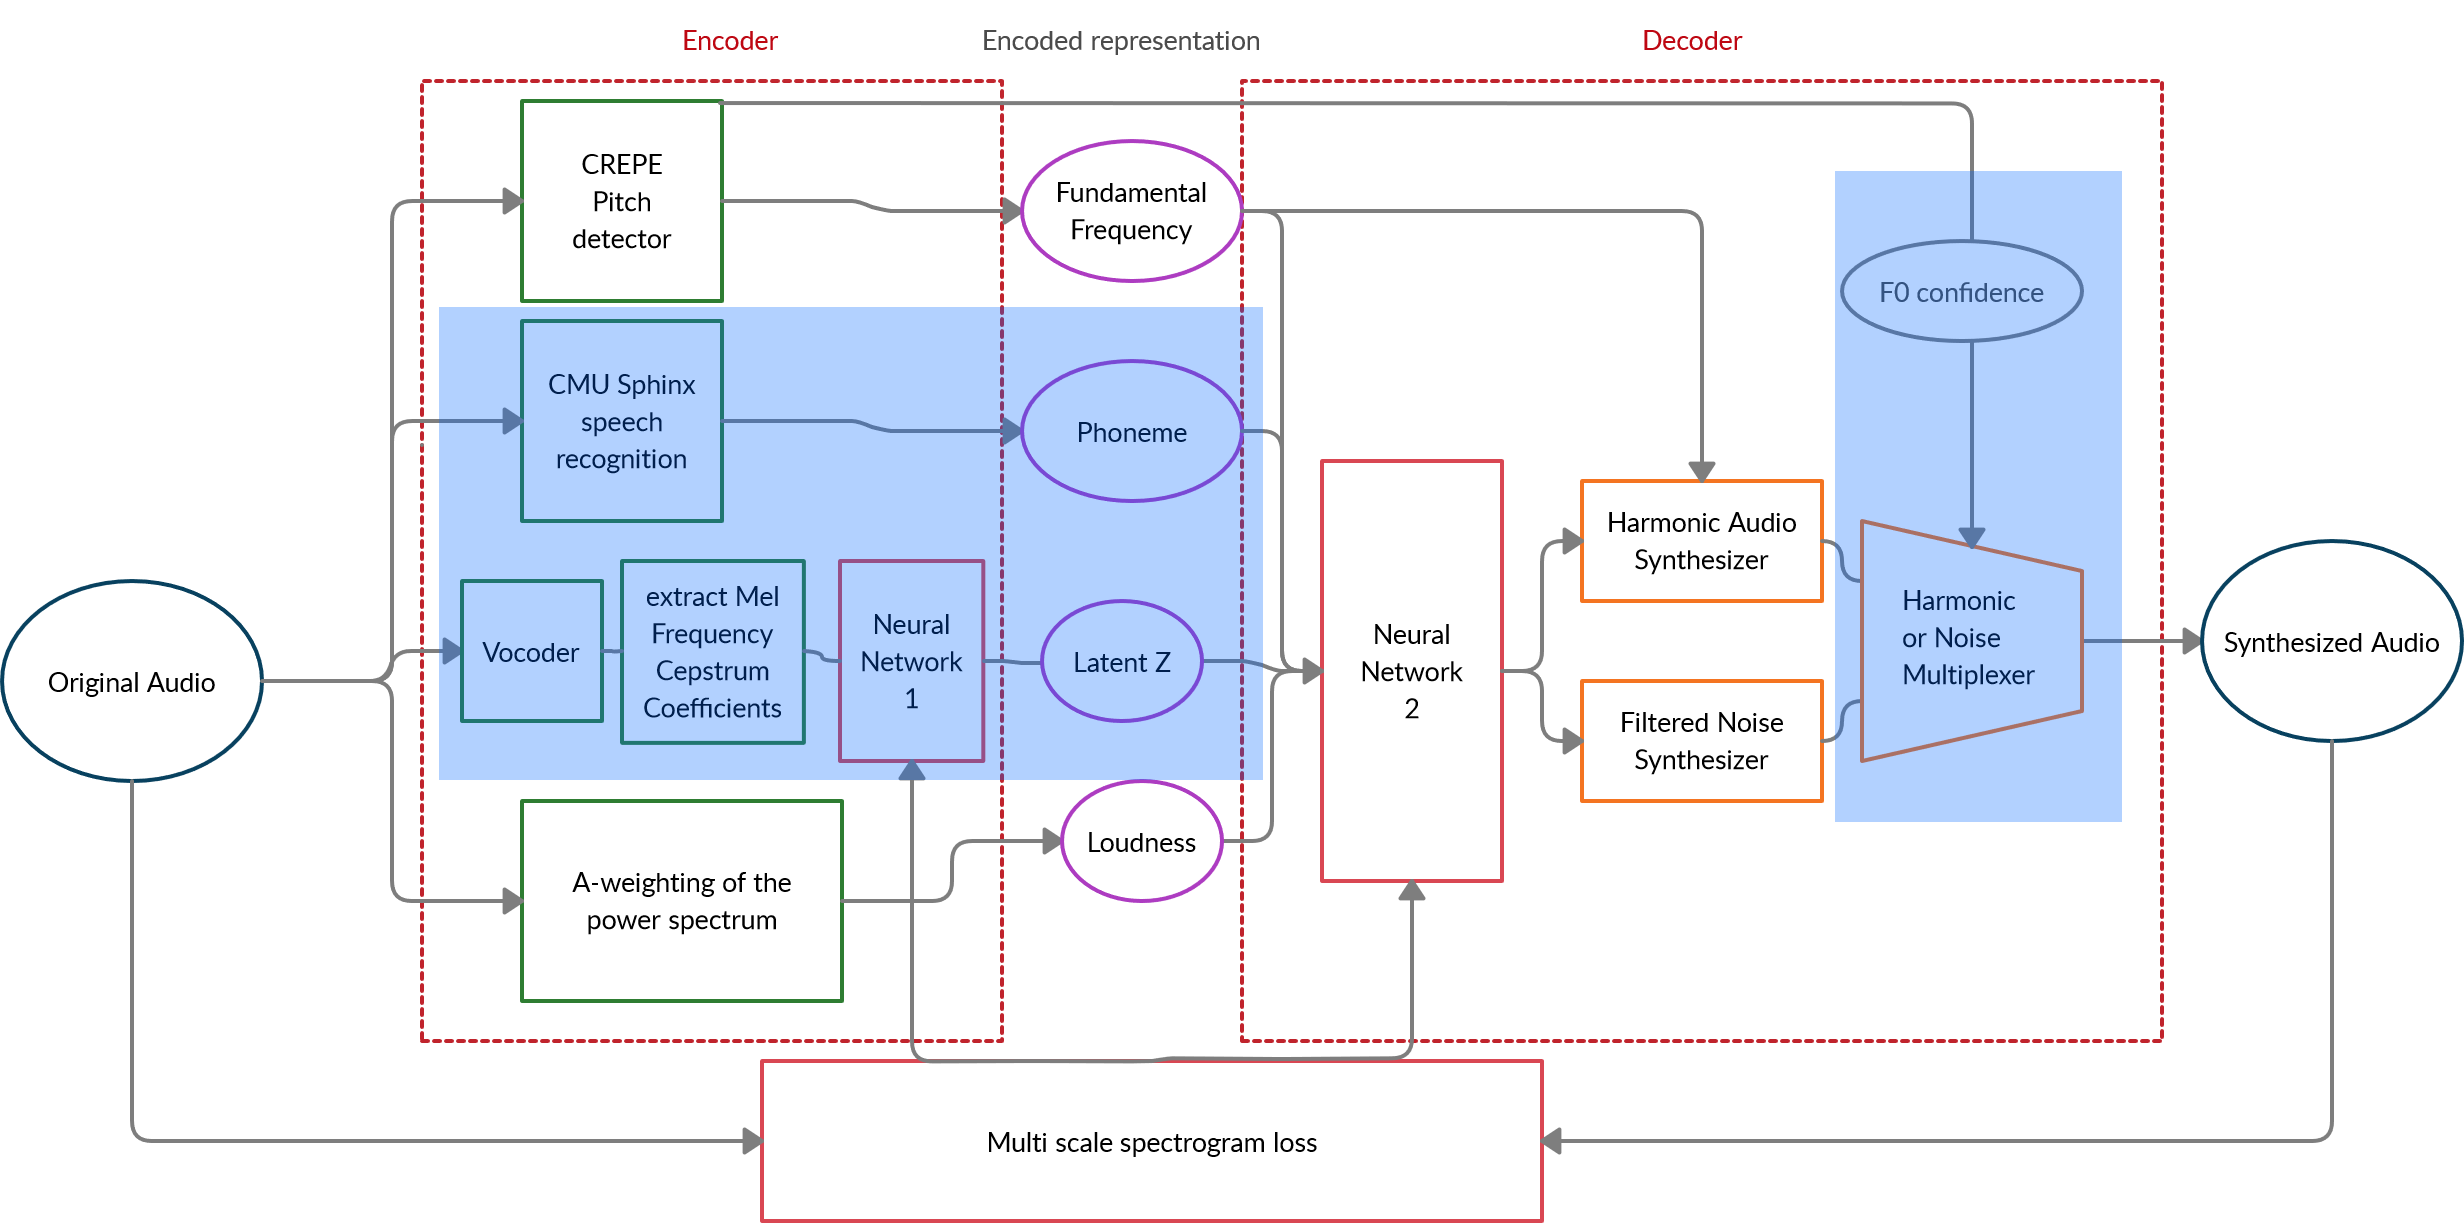 Encoder
Encoded representation
Decoder
CREPE
Pitch
detector
Fundamental
Frequency
F0 confidence
CMU Sphinx
speech
recognition
Phoneme
Original Audio
Vocoder
extract Mel
Frequency
Cepstrum
Coefficients
Neural
Network
1
Latent Z
Neural
Network
2
Harmonic Audio
Synthesizer
Filtered Noise
Synthesizer
Harmonic
or Noise
Multiplexer
Synthesized Audio
A-weighting of the
power spectrum
Loudness
Multi scale spectrogram loss